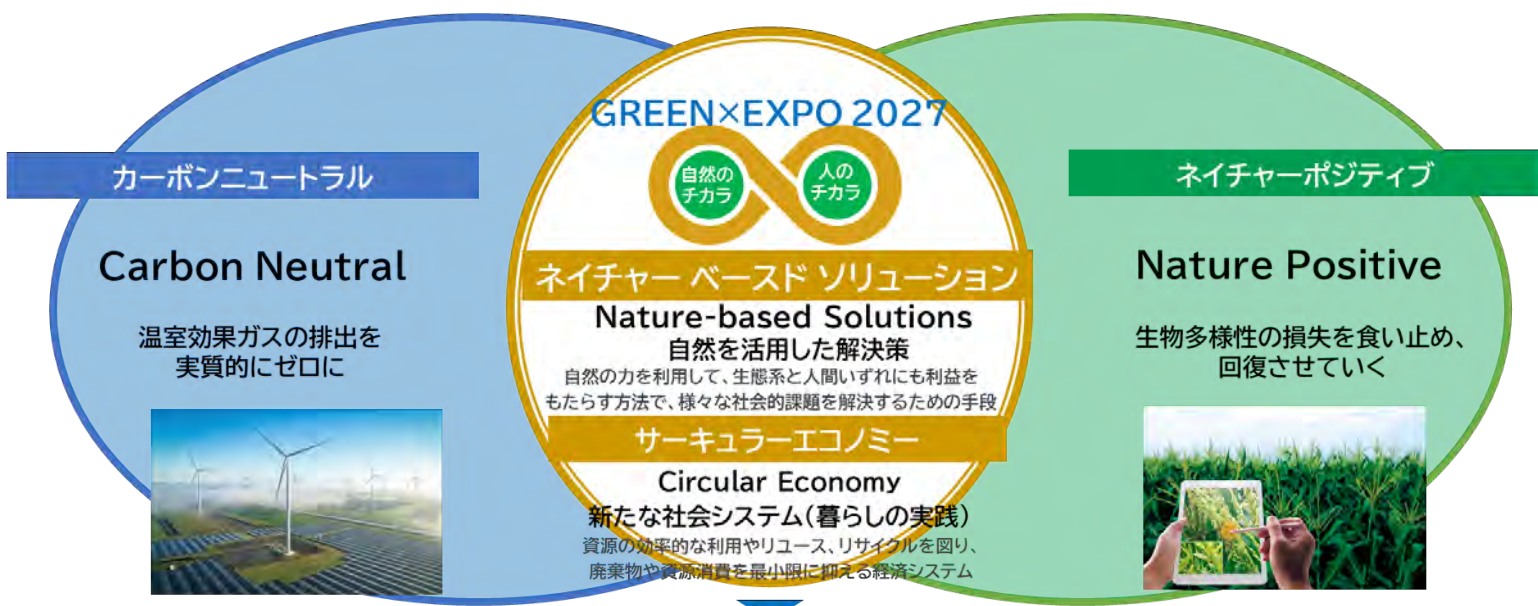 カーボンニュートラル
Carbon Neutral
温室効果ガスの排出を
実質的にゼロに
GREEN×EXPO 2027
自然の
チカラ
人の
チカラ
ネイチャー ベースド ソリューション
Nature-based Solutions
自然を活用した解決策
自然の力を利用して、生態系と人間いずれにも利益を
もたらす方法で、様々な社会的課題を解決するための手段
サーキュラーエコノミー
Circular Economy
新たな社会システム（暮らしの実践）
資源の効率的な利用やリユース、リサイクルを図り、
廃棄物や資源消費を最小限に抑える経済システム
ネイチャーポジティブ
Nature Positive
生物多様性の損失を食い止め、
回復させていく